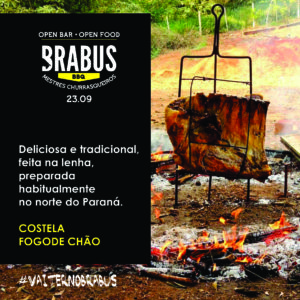 OPEN BAR - OPEN FOOD
BRABUS
BBQ
MESTRES CHURRASQUEIROS
23.09
Deliciosa e tradicional,
feita na lenha,
preparada
habitualmente
no norte do Paraná.
COSTELA
FOGODE CHÃO
#VAITERNOBRABUS